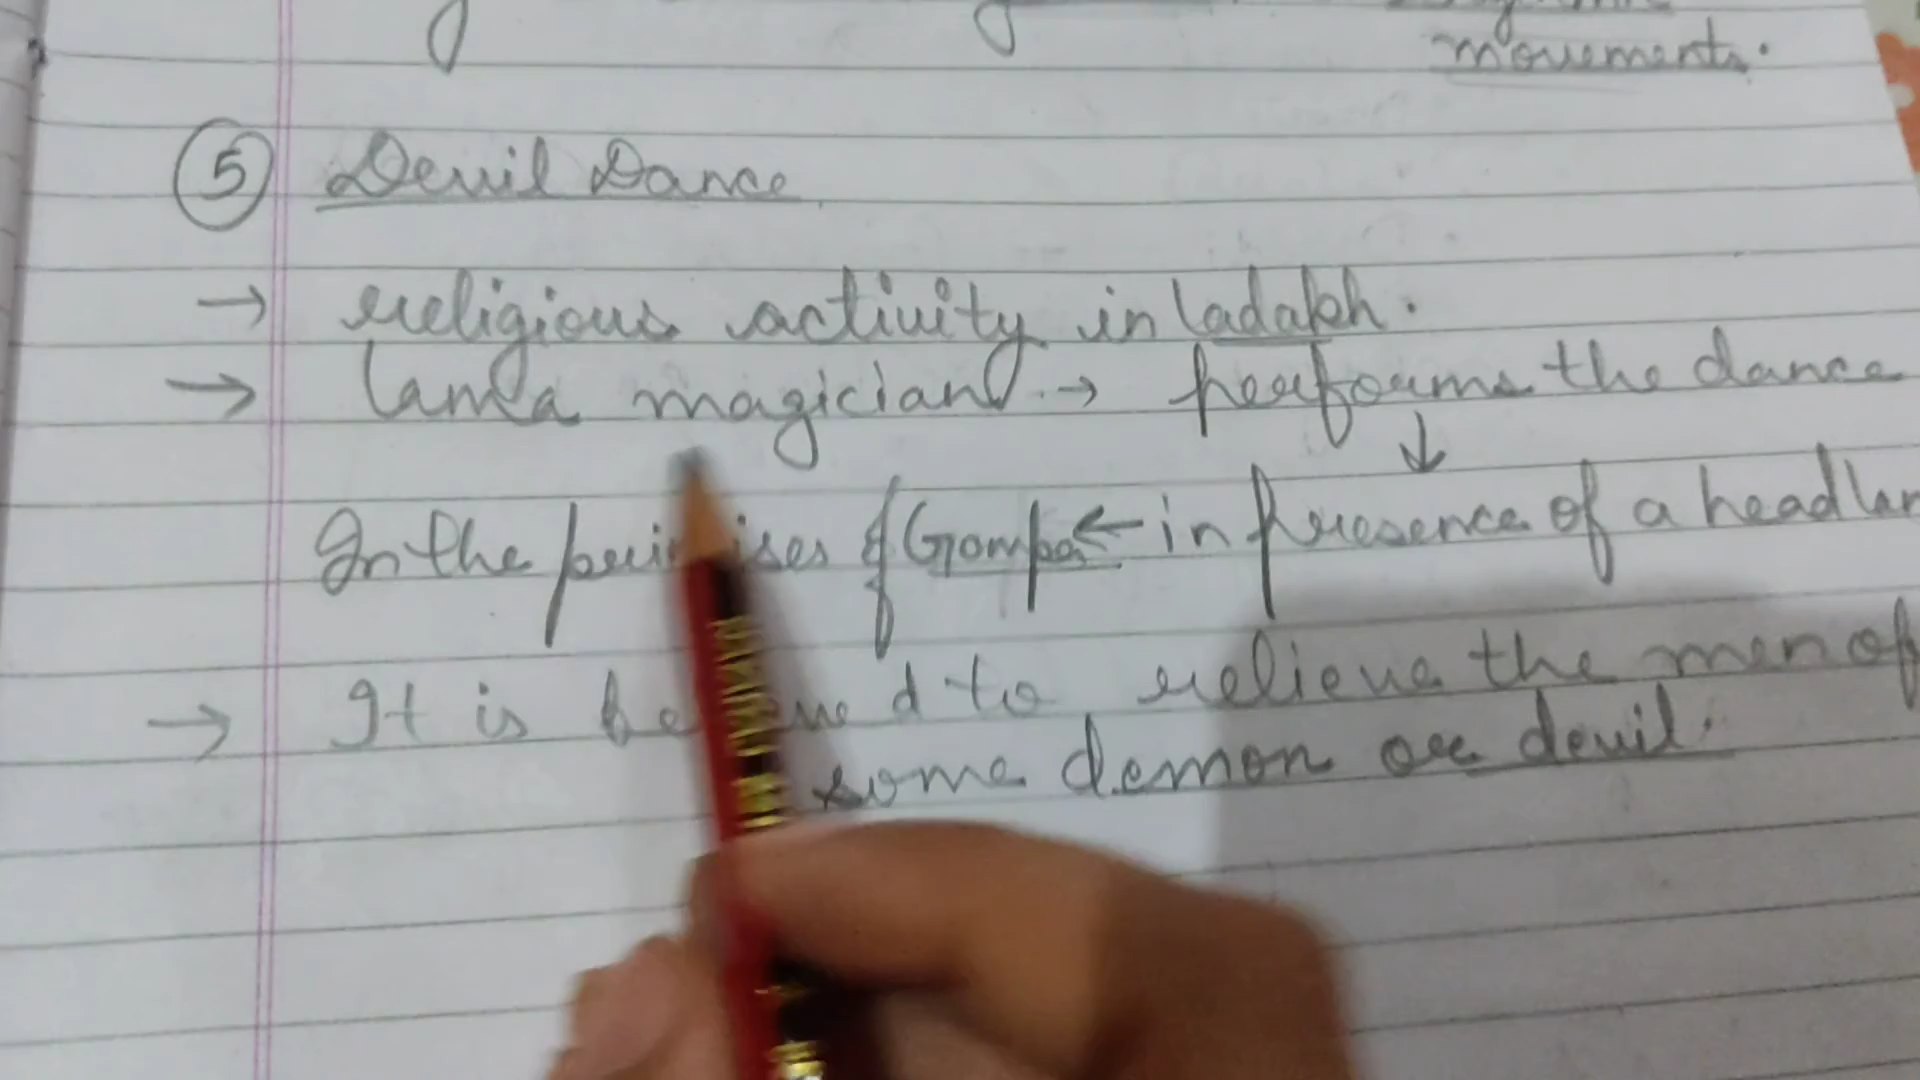 movements.
⑤ Devil Dance
→ religious activity in Ladakh.
→ Lama magician → performs the dance
↓
In the of Gompa ← in presence of a head
→ It is to relieve the men of
some demon or devil.